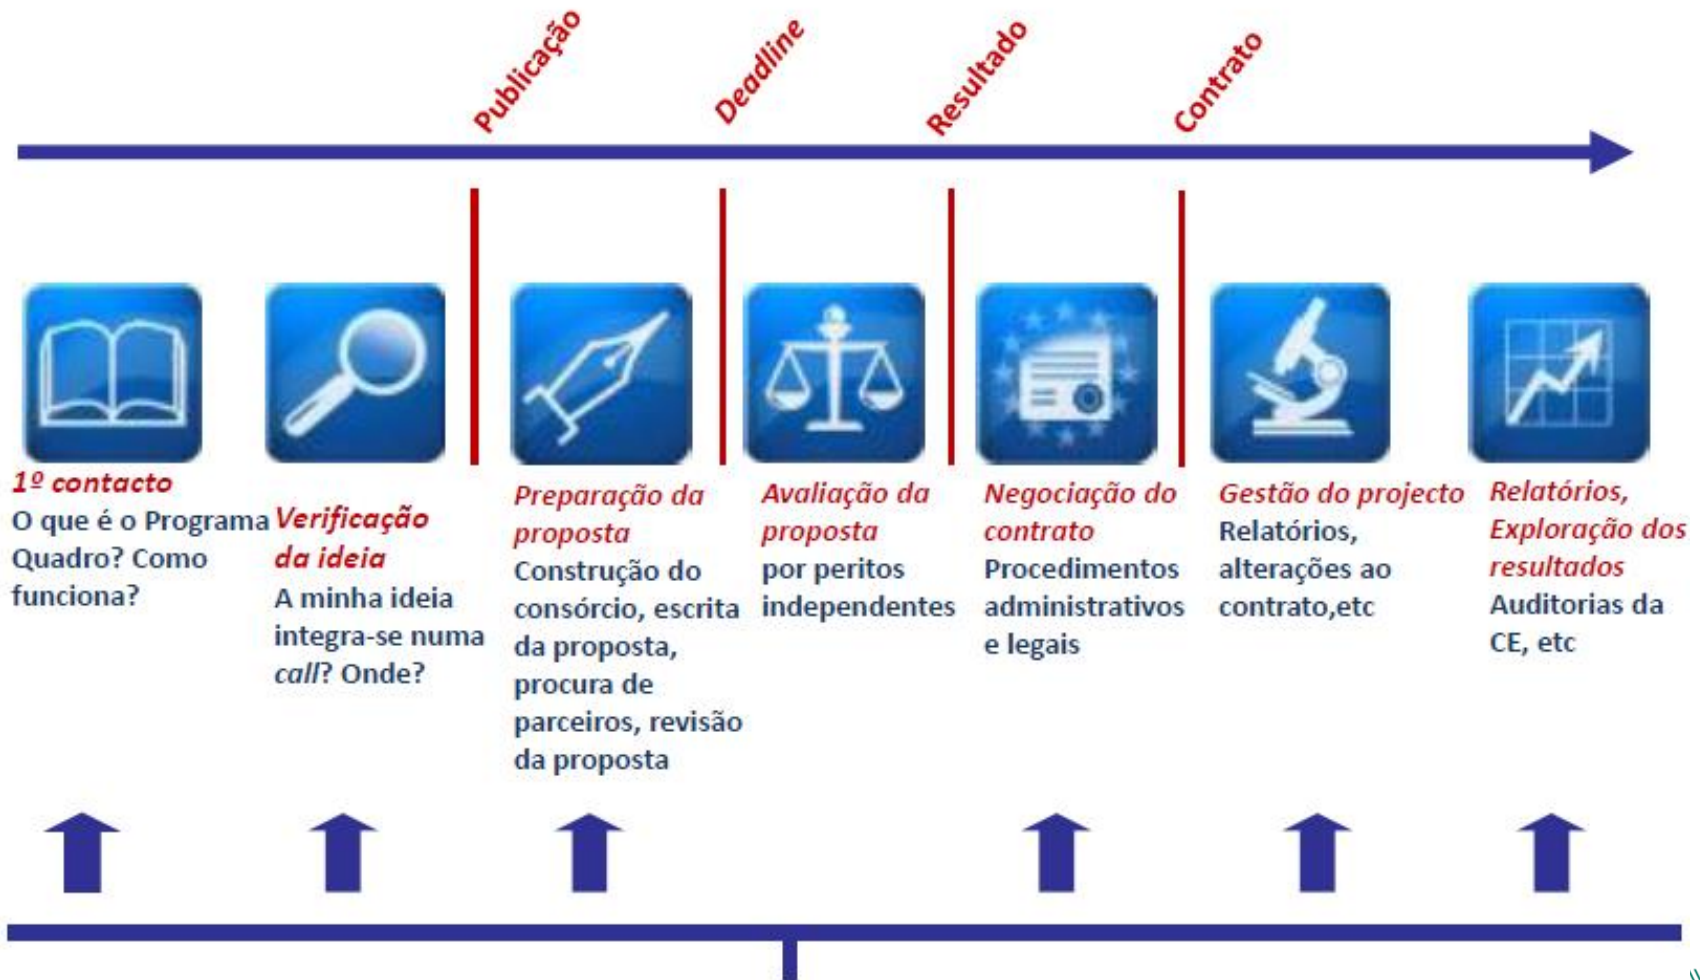 Publicação
Deadline
Resultado
Contrato
1º contacto
O que é o Programa
Quadro? Como
funciona?
Verificação
da ideia
A minha ideia
integra-se numa
call? Onde?
Preparação da
proposta
Construção do
consórcio, escrita
da proposta,
procura de
parceiros, revisão
da proposta
Avaliação da
proposta
por peritos
independentes
Negociação do
contrato
Procedimentos
administrativos
e legais
Gestão do projecto
Relatórios,
alterações ao
contrato,etc
Relatórios,
Exploração dos
resultados
Auditorias da
CE, etc